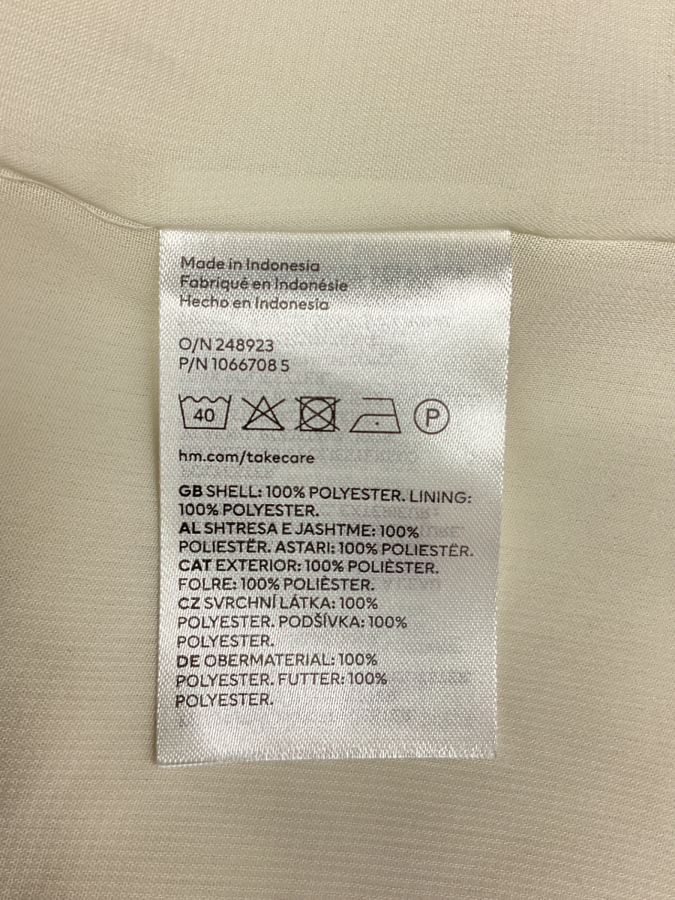 Made in Indonesia
Fabriqué en Indonésie
Hecho en Indonesia
O/N 248923
P/N 1066708 5
40 P
hm.com/takecare
GB SHELL: 100% POLYESTER. LINING:
100% POLYESTER.
AL SHTRESA E JASHTME: 100%
POLIESTËR. ASTARI: 100% POLIESTËR.
CAT EXTERIOR: 100% POLIÈSTER.
FOLRE: 100% POLIÈSTER.
CZ SVRCHNÍ LÁTKA: 100%
POLYESTER. PODŠÍVKA: 100%
POLYESTER.
DE OBERMATERIAL: 100%
POLYESTER. FUTTER: 100%
POLYESTER.